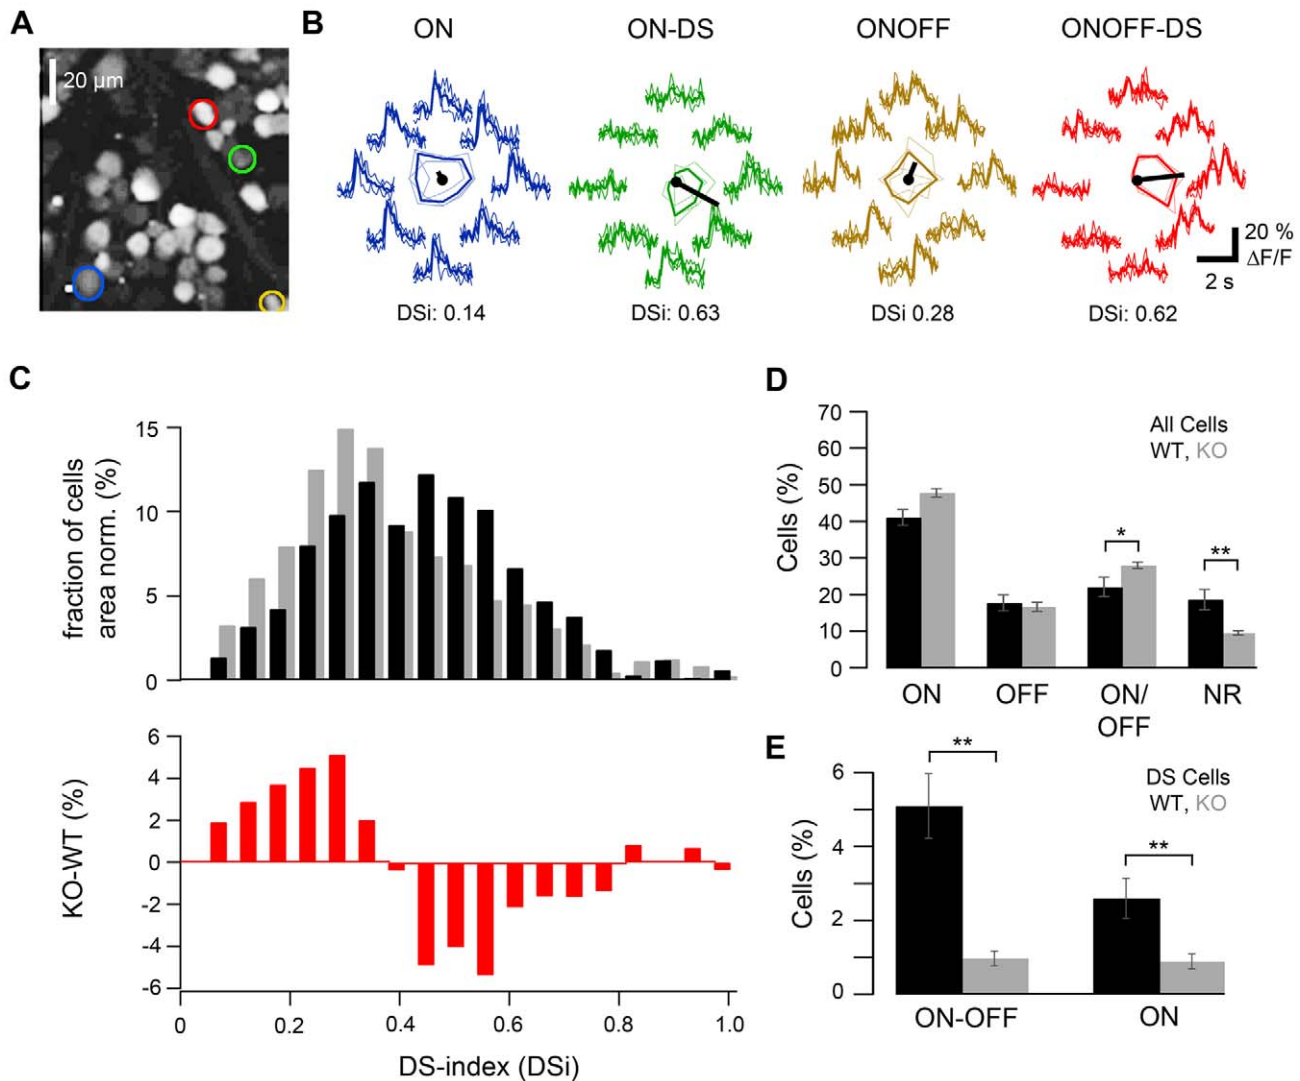 A
20 µm
B
ON
ON-DS
ONOFF
ONOFF-DS
20 %
ΔF/F
2 s
DSi: 0.14
DSi: 0.63
DSi 0.28
DSi: 0.62
C
fraction of cells
area norm. (%)
15
10
5
0
KO-WT (%)
6
4
2
0
-2
-4
-6
0
0.2
0.4
0.6
0.8
1.0
DS-index (DSi)
D
Cells (%)
70
60
50
40
30
20
10
0
All Cells
WT, KO
*
**
ON
OFF
ON/
OFF
NR
E
Cells (%)
6
4
2
0
DS Cells
WT, KO
**
**
ON-OFF
ON